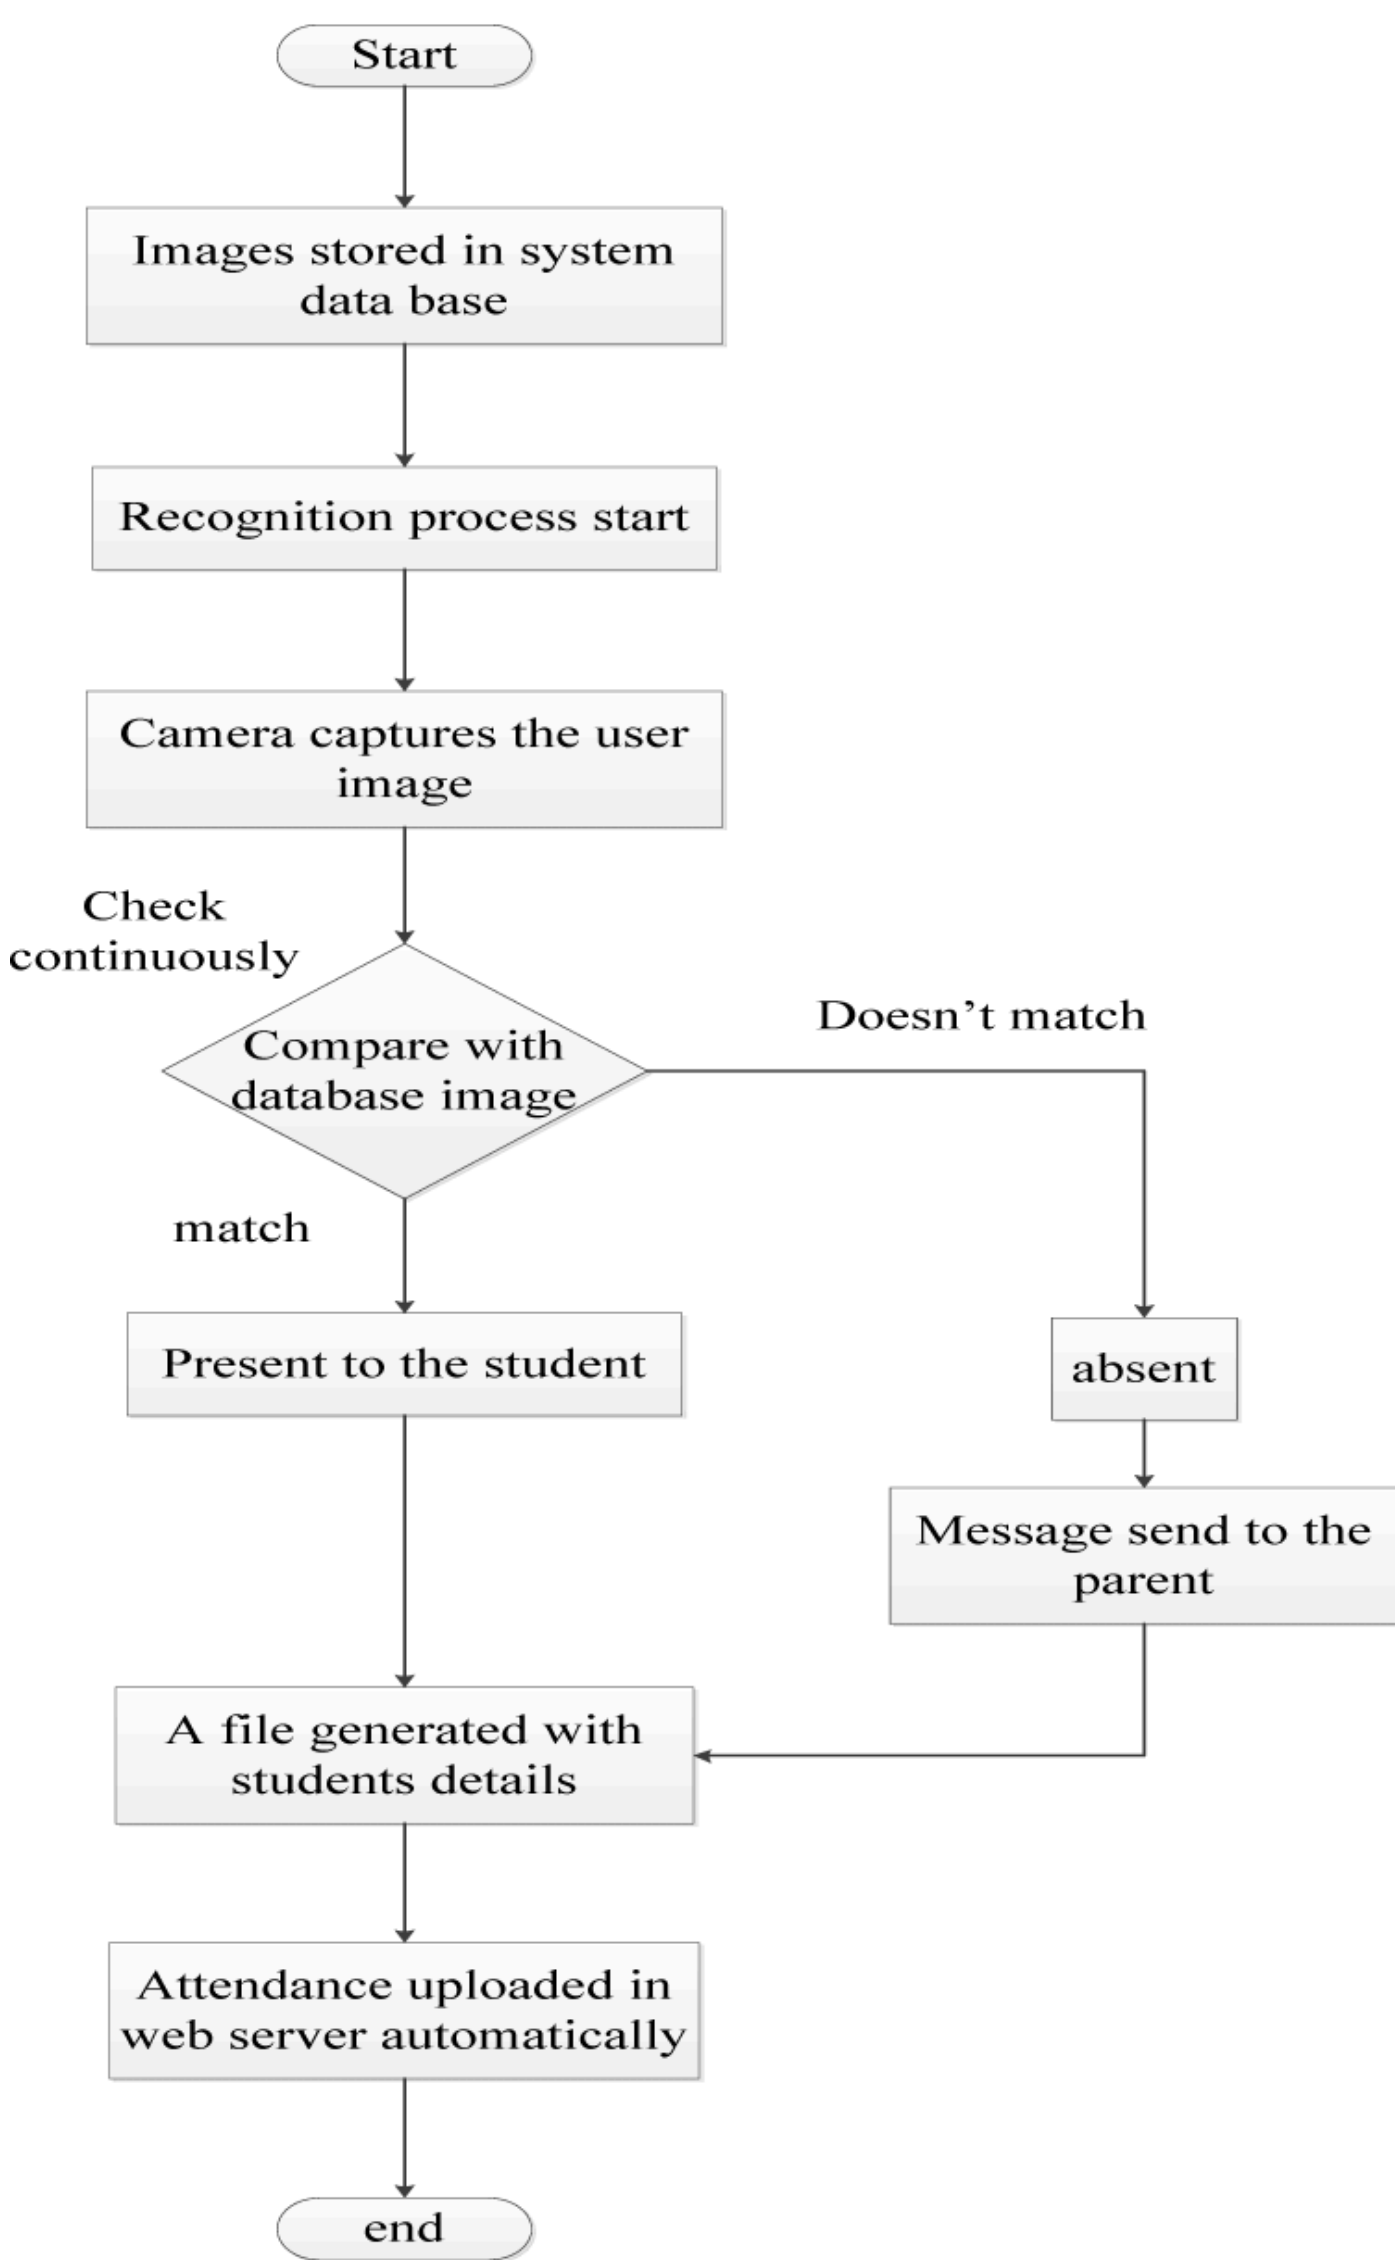 Start
Images stored in system
data base
Recognition process start
Camera captures the user
image
Check
continuously
Compare with
database image
Doesn’t match
match
Present to the student
absent
Message send to the
parent
A file generated with
students details
Attendance uploaded in
web server automatically
end